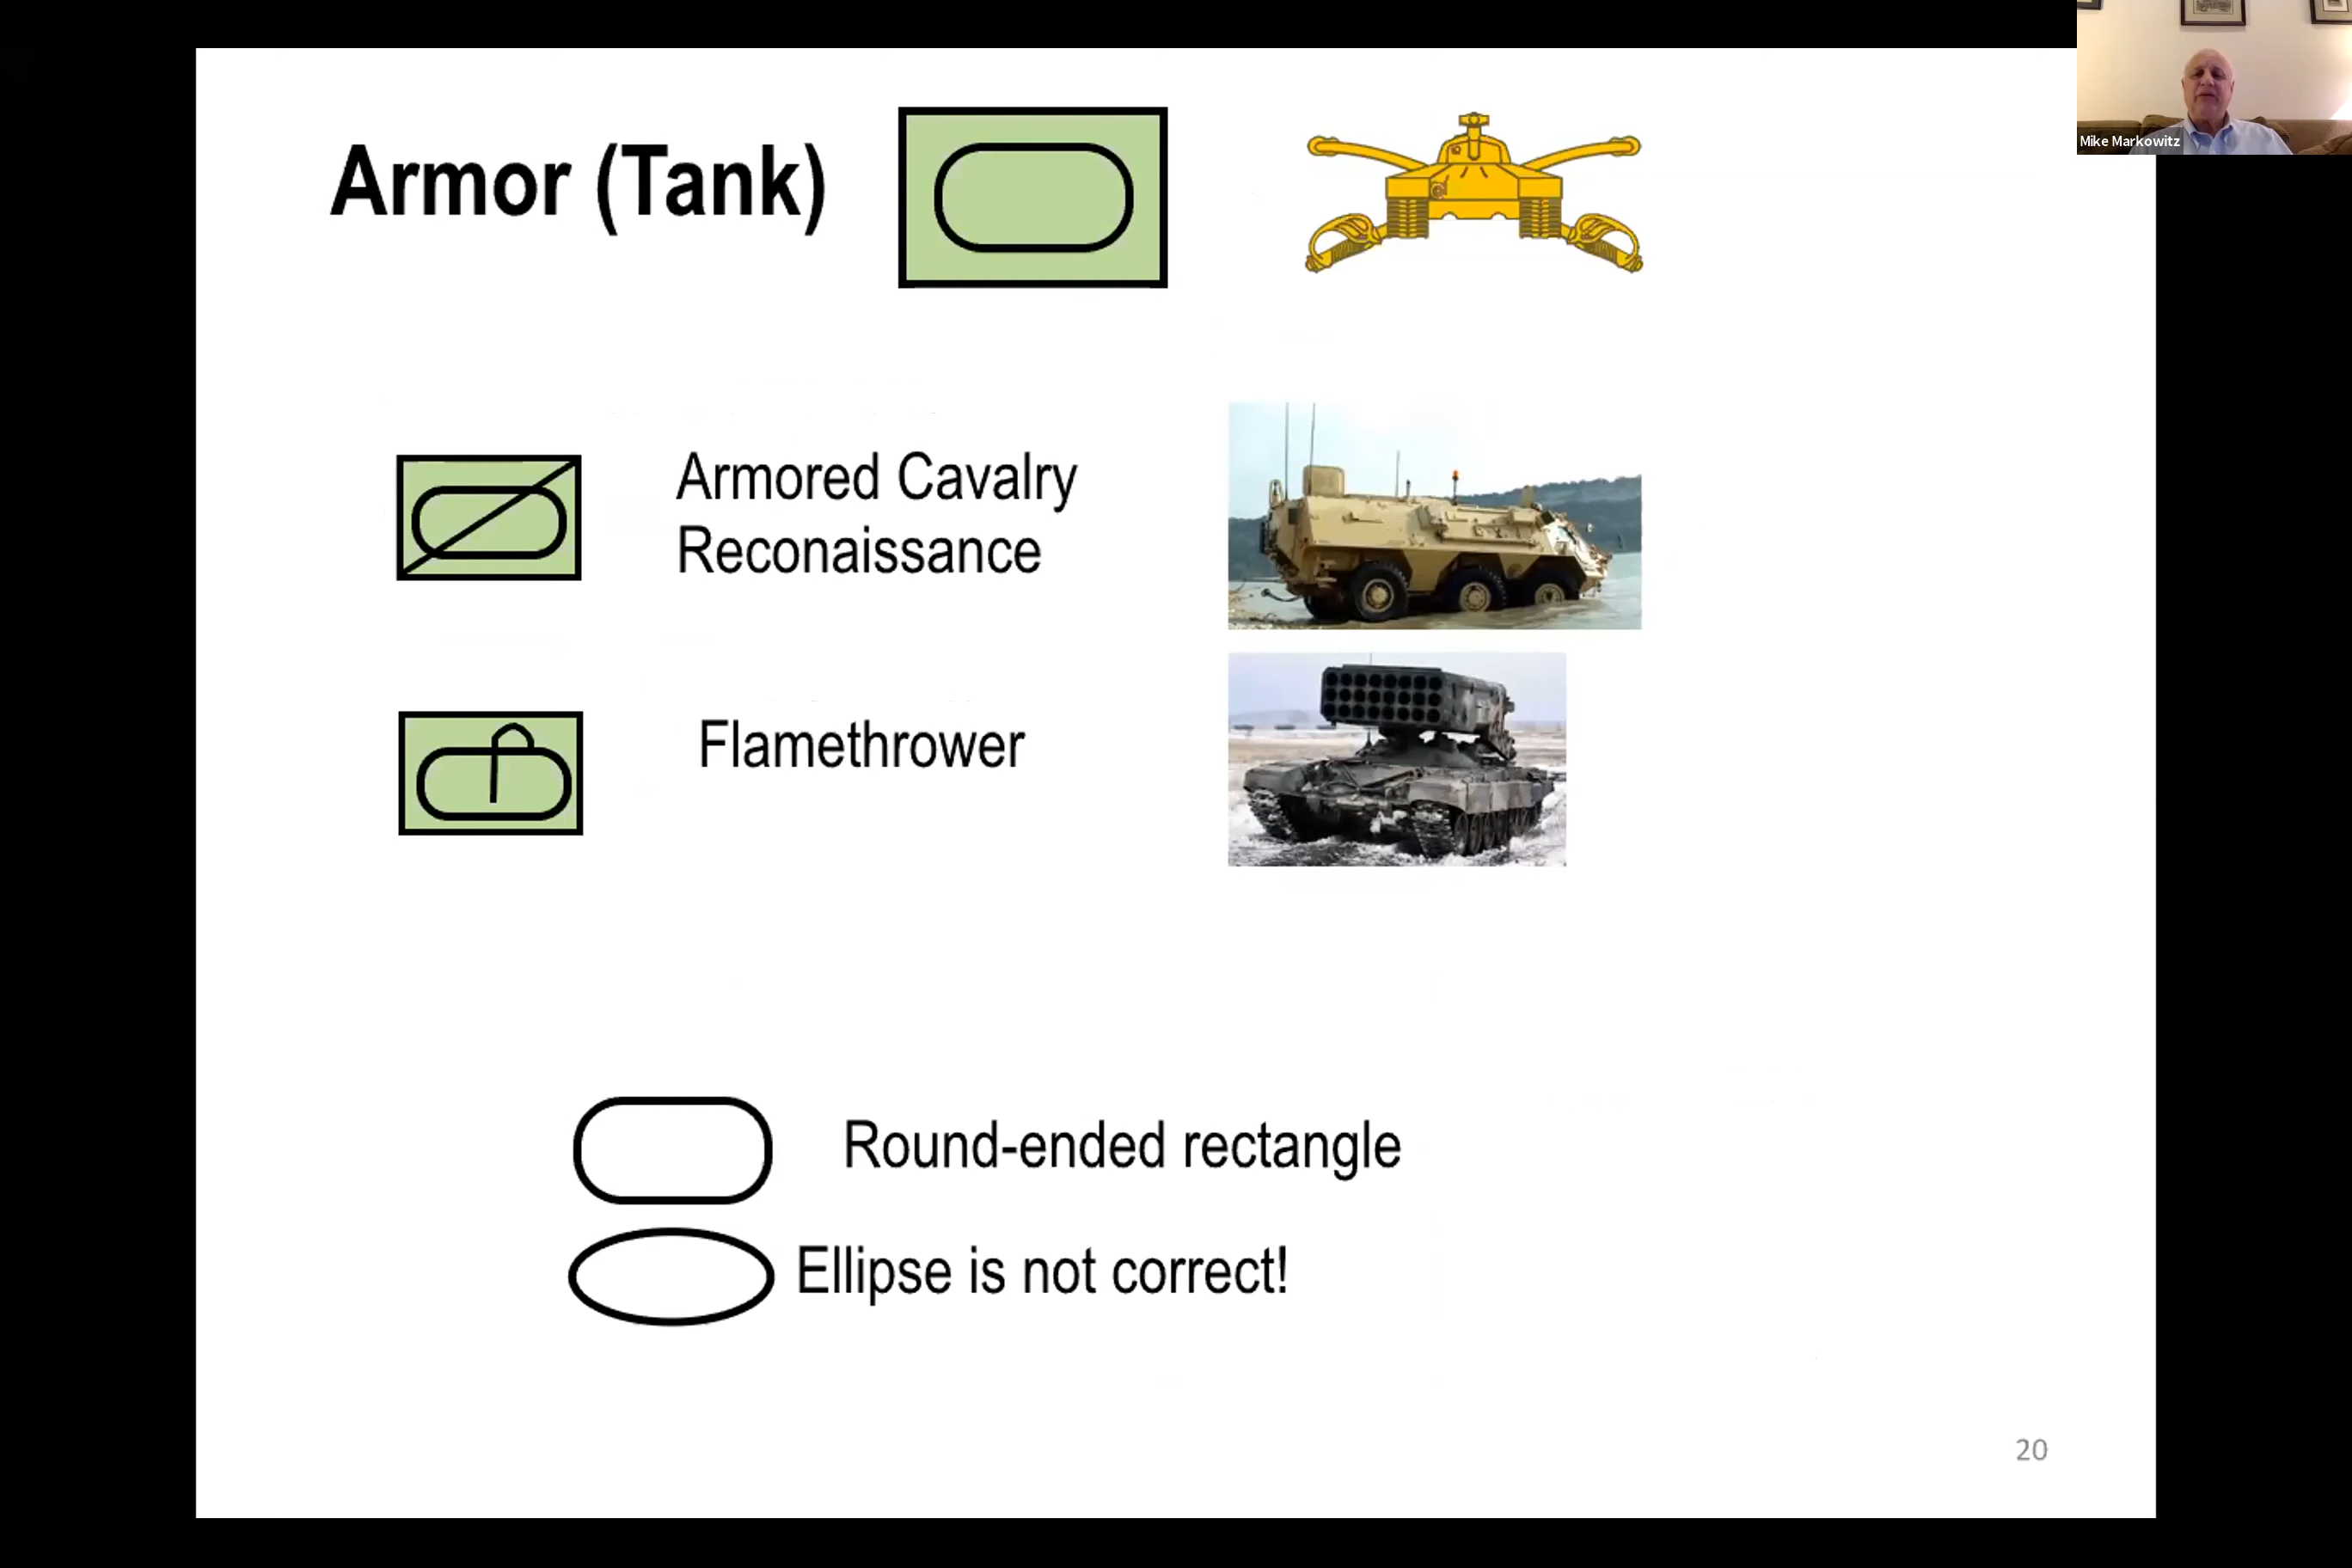 Mike Markowitz
Armor (Tank)
Armored Cavalry
Reconaissance
Flamethrower
Round-ended rectangle
Ellipse is not correct!
20